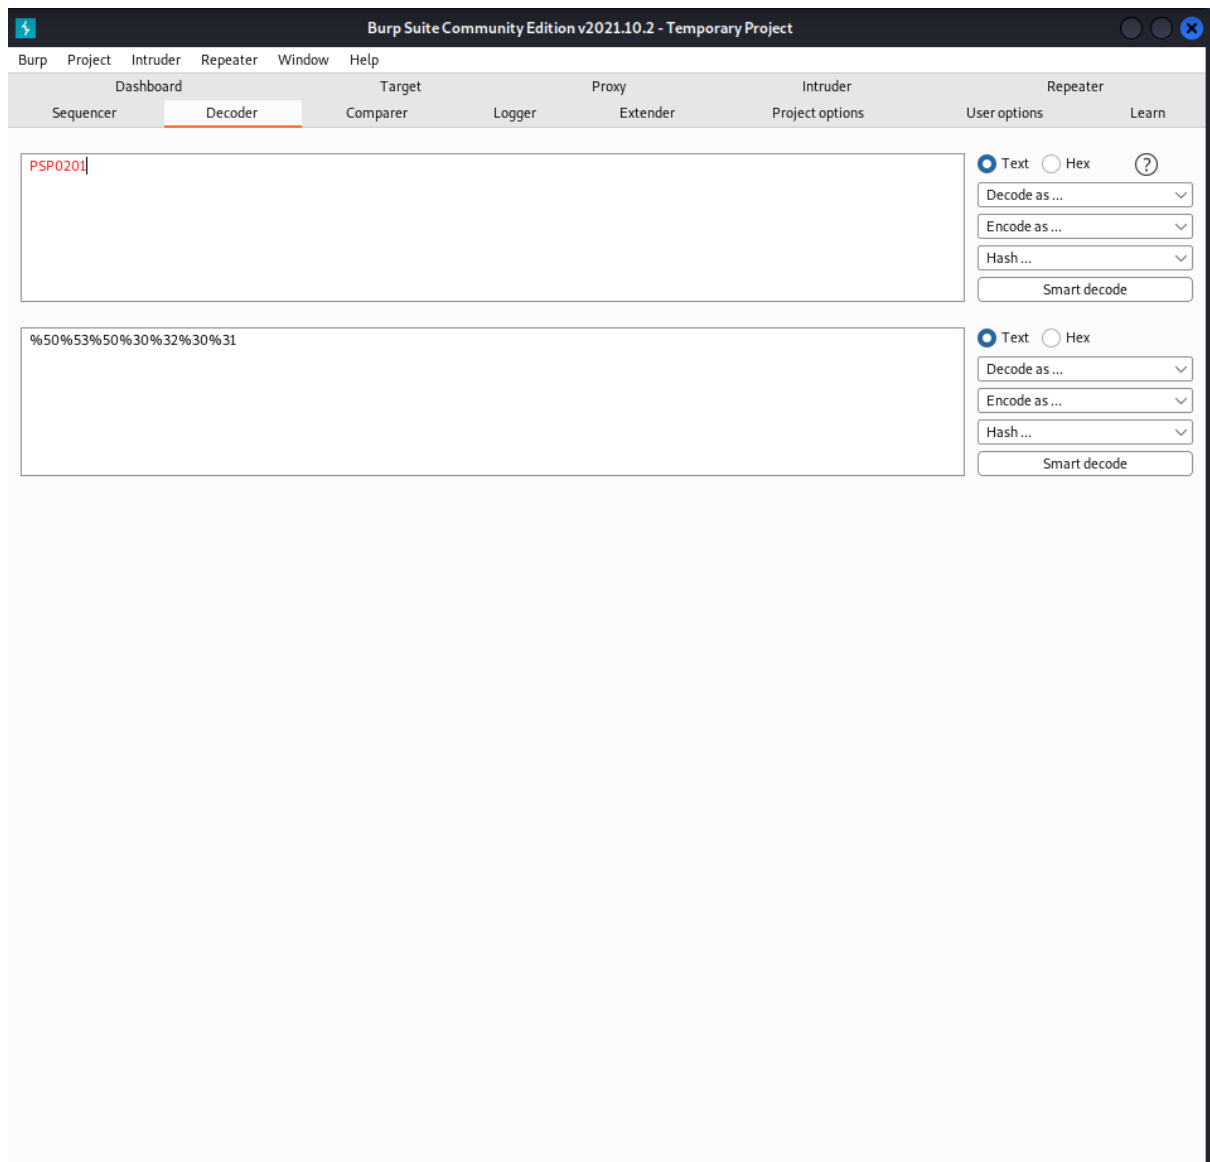 Burp Suite Community Edition v2021.10.2 - Temporary Project
Burp Project Intruder Repeater Window Help
Dashboard Target Proxy Intruder Repeater
Sequencer Decoder Comparer Logger Extender Project options User options Learn
PSP0201
Text Hex ?
Decode as ...
Encode as ...
Hash ...
Smart decode
%50%53%50%30%32%30%31
Text Hex
Decode as ...
Encode as ...
Hash ...
Smart decode